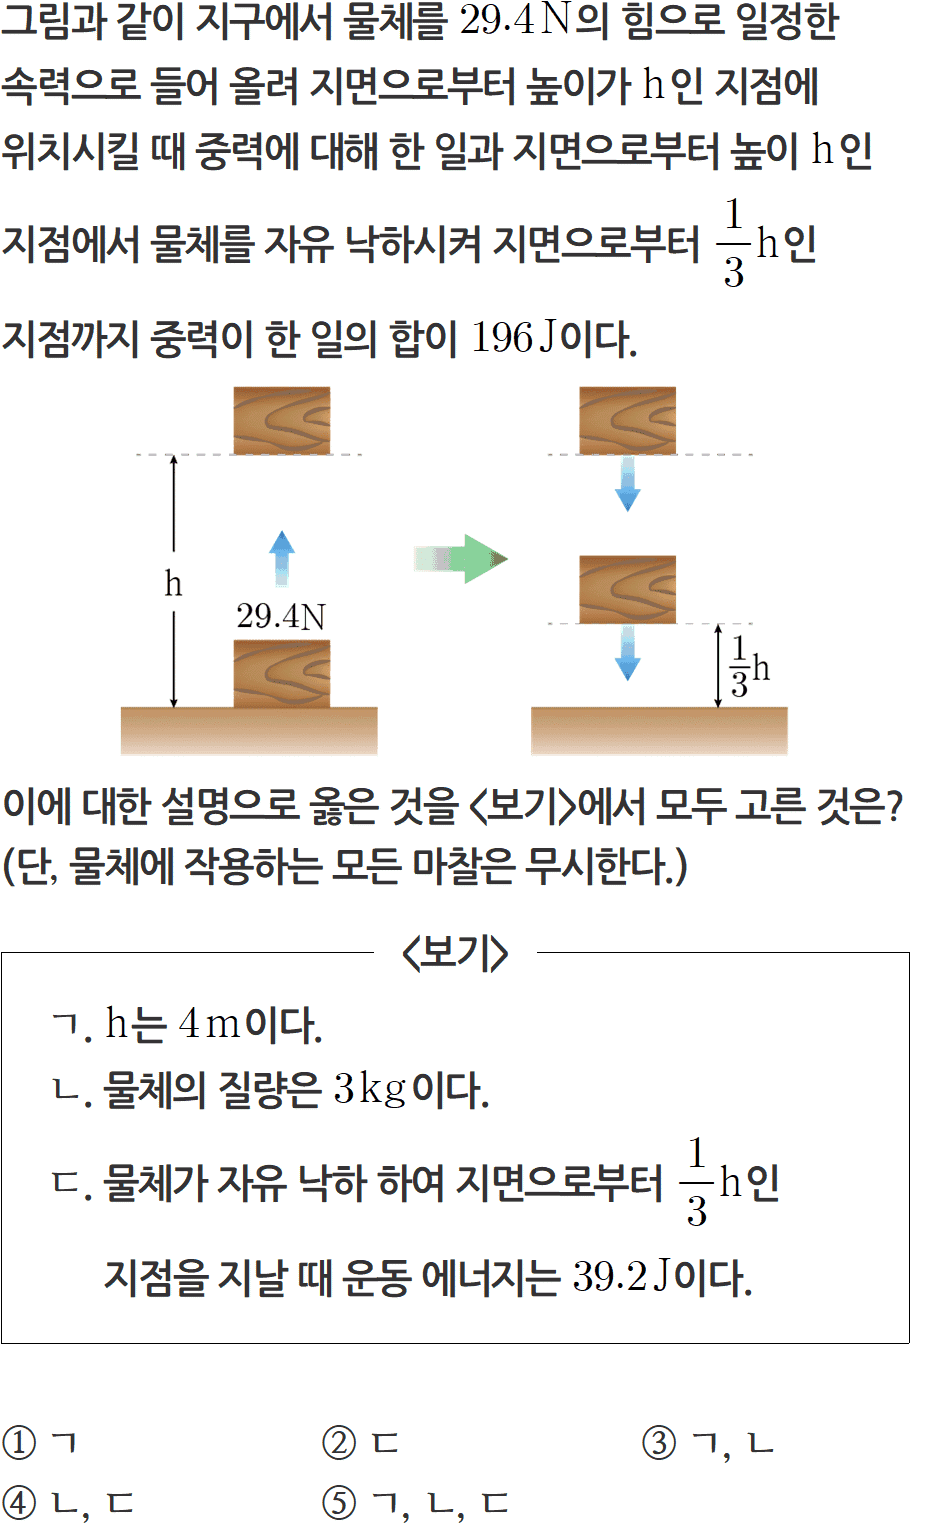 그림과 같이 지구에서 물체를 29.4N의 힘으로 일정한
속력으로 들어 올려 지면으로부터 높이가 h인 지점에
위치시킬 때 중력에 대해 한 일과 지면으로부터 높이 h인
지점에서 물체를 자유 낙하시켜 지면으로부터 1/3 h인
지점까지 중력이 한 일의 합이 196J이다.
h
29.4N
1/3 h
이에 대한 설명으로 옳은 것을 <보기>에서 모두 고른 것은?
(단, 물체에 작용하는 모든 마찰은 무시한다.)
<보기>
ㄱ. h는 4m이다.
ㄴ. 물체의 질량은 3kg이다.
ㄷ. 물체가 자유 낙하 하여 지면으로부터 1/3 h인
지점을 지날 때 운동 에너지는 39.2J이다.
① ㄱ ② ㄷ ③ ㄱ, ㄴ
④ ㄴ, ㄷ ⑤ ㄱ, ㄴ, ㄷ